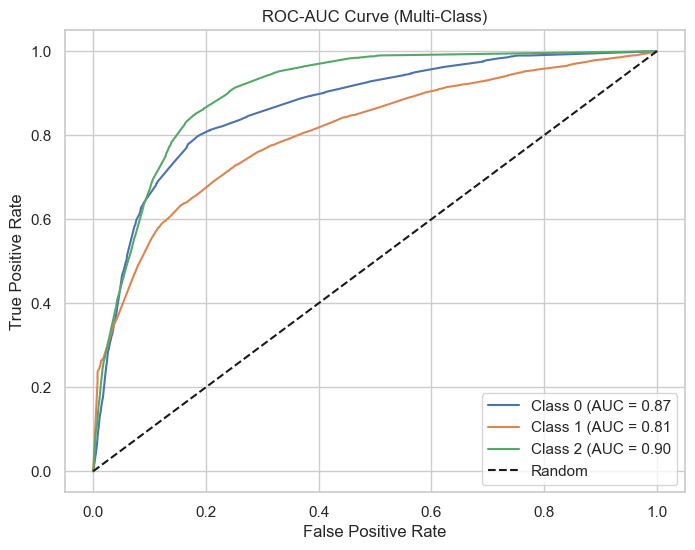 ROC-AUC Curve (Multi-Class)
1.0
0.8
0.6
0.4
0.2
0.0
True Positive Rate
Class 0 (AUC = 0.87
Class 1 (AUC = 0.81
Class 2 (AUC = 0.90
Random
0.0 0.2 0.4 0.6 0.8 1.0
False Positive Rate